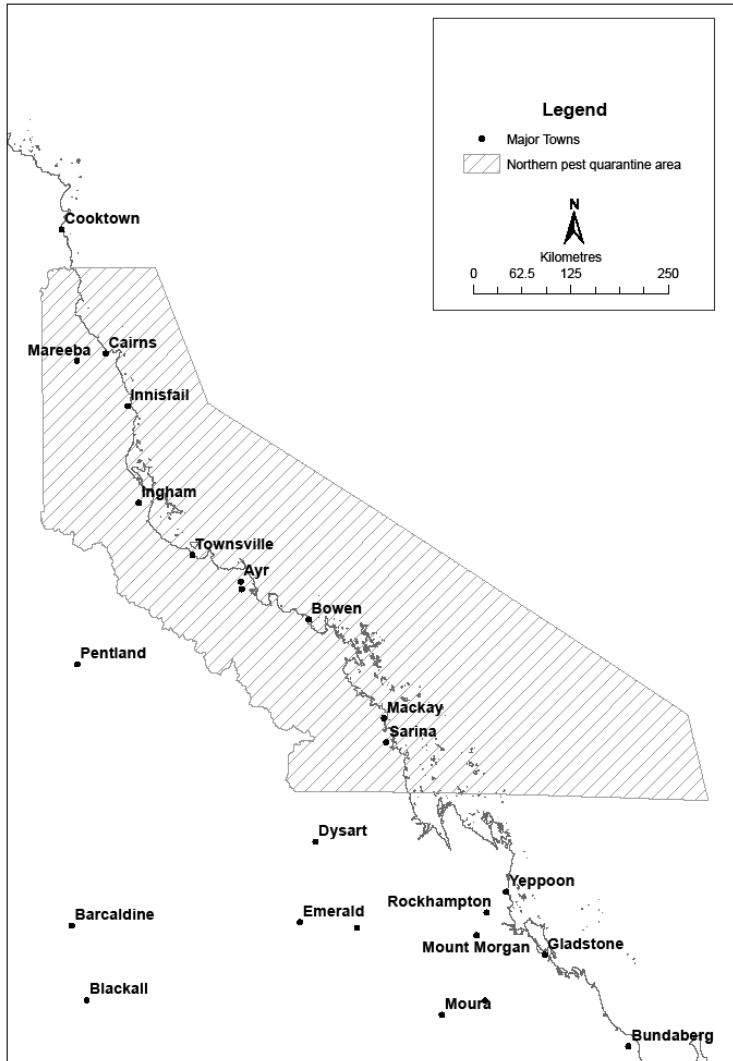 Legend
Major Towns
Northern pest quarantine area
N
Kilometres
0 62.5 125 250
Cooktown
Cairns
Mareeba
Innisfail
Ingham
Townsville
Ayr
Bowen
Pentland
Mackay
Sarina
Dysart
Yeppoon
Rockhampton
Emerald
Barcaldine
Mount Morgan
Gladstone
Blackall
Moura
Bundaberg